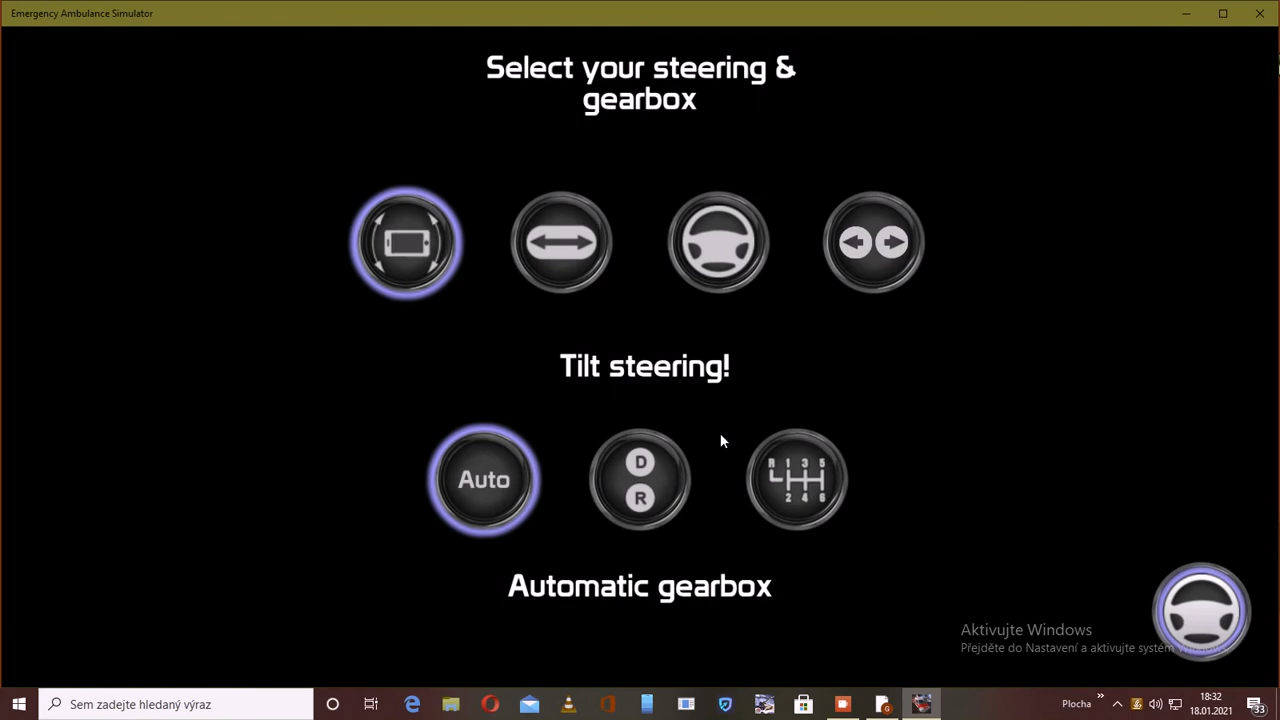 Emergency Ambulance Simulator
Select your steering &
gearbox
Tilt steering!
Auto
D
R
R 1 3 5
2 4 6
Automatic gearbox
Aktivujte Windows
Přejděte do Nastavení a aktivujte systém Windows.
Sem zadejte hledaný výraz
Plocha
18:32
18.01.2021
33